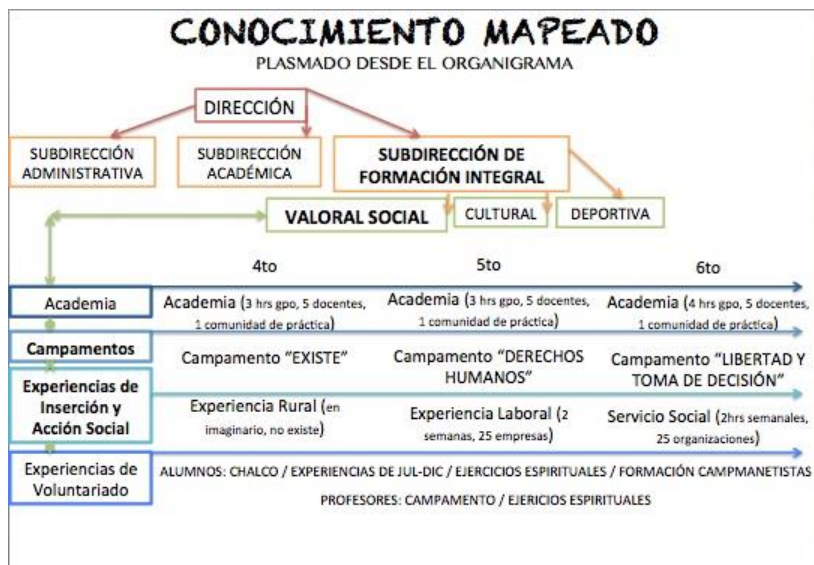 CONOCIMIENTO MAPEADO
PLASMADO DESDE EL ORGANIGRAMA
DIRECCIÓN
SUBDIRECCIÓN
ADMINISTRATIVA
SUBDIRECCIÓN
ACADÉMICA
SUBDIRECCIÓN DE
FORMACIÓN INTEGRAL
VALORAL SOCIAL
CULTURAL
DEPORTIVA
4to
5to
6to
Academia
Academia (3 hrs gpo, 5 docentes,
1 comunidad de práctica)
Academia (3 hrs gpo, 5 docentes,
1 comunidad de práctica)
Academia (4 hrs gpo, 5 docentes,
1 comunidad de práctica)
Campamentos
Campamento “EXISTE”
Campamento “DERECHOS
HUMANOS”
Campamento “LIBERTAD Y
TOMA DE DECISIÓN”
Experiencias de
Inserción y
Acción Social
Experiencia Rural (en
imaginario, no existe)
Experiencia Laboral (2
semanas, 25 empresas)
Servicio Social (2hrs semanales,
25 organizaciones)
Experiencias de
Voluntariado
ALUMNOS: CHALCO / EXPERIENCIAS DE JUL-DIC / EJERCICIOS ESPIRITUALES / FORMACIÓN CAMPMANETISTAS
PROFESORES: CAMPAMENTO / EJERICIOS ESPIRITUALES